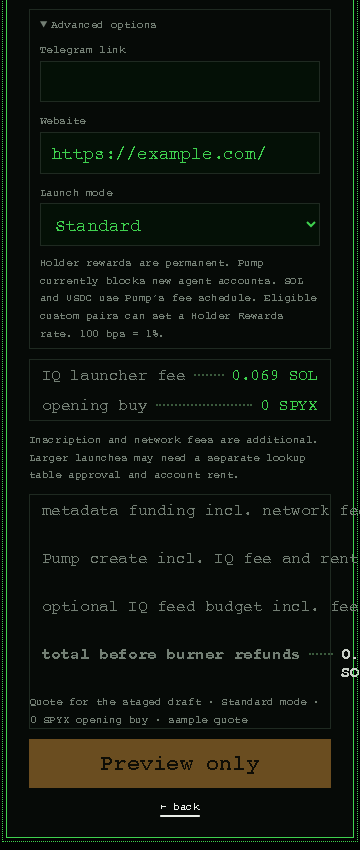 ▼ Advanced options
Telegram link
Website
https://example.com/
Launch mode
Standard
Holder rewards are permanent. Pump
currently blocks new agent accounts. SOL
and USDC use Pump's fee schedule. Eligible
custom pairs can set a Holder Rewards
rate. 100 bps = 1%.
IQ launcher fee 0.069 SOL
opening buy 0 SPYX
Inscription and network fees are additional.
Larger launches may need a separate lookup
table approval and account rent.
metadata funding incl. network fe
Pump create incl. IQ fee and rent
optional IQ feed budget incl. fee
total before burner refunds 0.
SO
Quote for the staged draft · Standard mode ·
0 SPYX opening buy · sample quote
Preview only
← back